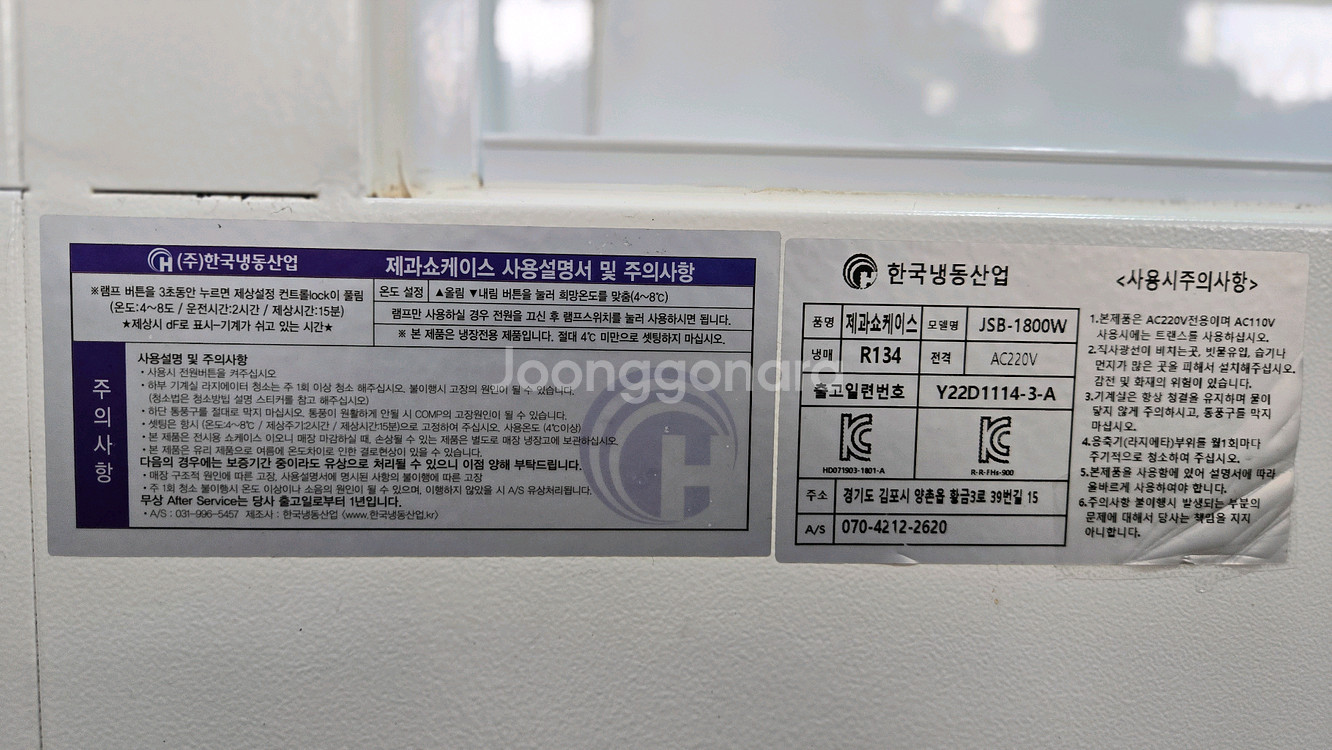 (주)한국냉동산업
제과쇼케이스 사용설명서 및 주의사항
※램프 버튼을 3초동안 누르면 제상설정 컨트롤lock이 풀림
(온도:4~8도 / 운전시간:2시간 / 제상시간:15분)
★제상시 dF로 표시–기계가 쉬고 있는 시간★
온도 설정 ▲올림 ▼내림 버튼을 눌러 희망온도를 맞춤(4~8℃)
램프만 사용하실 경우 전원을 끄신 후 램프스위치를 눌러 사용하시면 됩니다.
※ 본 제품은 냉장전용 제품입니다. 절대 4℃ 미만으로 셋팅하지 마십시오.
주의사항
사용설명 및 주의사항
• 사용시 전원버튼을 켜주십시오
• 하부 기계실 라지에이터 청소는 주 1회 이상 청소 해주십시오. 불이행시 고장의 원인이 될 수 있습니다.
(청소법은 청소방법 설명 스티커를 참고 해주십시오)
• 하단 통풍구를 절대로 막지 마십시오. 통풍이 원활하게 안될 시 COMP의 고장원인이 될 수 있습니다.
• 셋팅은 항시 (온도:4~8℃ / 제상주기2시간 / 제상시간:15분)으로 고정하여 주십시오. 사용온도 (4℃이상)
• 본 제품은 전시용 쇼케이스 이오니 매장 마감하실 때, 손상될 수 있는 제품은 별도로 매장 냉장고에 보관하십시오.
• 본 제품은 유리 제품으로 여름에 온도차이로 인한 결로현상이 있을 수 있습니다.
다음의 경우에는 보증기간 중이라도 유상으로 처리될 수 있으니 이점 양해 부탁드립니다.
• 매장 구조적 원인에 따른 고장, 사용설명서에 명시된 사항의 불이행에 따른 고장
• 주 1회 청소 불이행시 온도 이상이나 소음의 원인이 될 수 있으며, 이행하지 않았을 시 A/S 유상처리됩니다.
무상 After Service는 당사 출고일로부터 1년입니다.
• A/S : 031-996-5457 제조사 : 한국냉동산업 <www.한국냉동산업.kr>
Joonggonara
한국냉동산업
<사용시주의사항>
품명 제과쇼케이스 모델명 JSB-1800W
냉매 R134 전격 AC220V
출고일련번호 Y22D1114-3-A
HD071903-1801-A
R-R-FHs-900
주소 경기도 김포시 양촌읍 황금3로 39번길 15
A/S 070-4212-2620
1.본제품은 AC220V전용이며 AC110V
사용시에는 트랜스를 사용하십시오.
2.직사광선이 비치는곳, 빗물유입, 습기나
먼지가 많은 곳을 피해서 설치해주십시오.
감전 및 화재의 위험이 있습니다.
3.기계실은 항상 청결을 유지하며 물이
닿지 않게 주의하시고, 통풍구를 막지
마십시오.
4.응축기(라지에타)부위를 월1회마다
주기적으로 청소하여 주십시오.
5.본제품을 사용함에 있어 설명서에 따라
올바르게 사용하여야 합니다.
6.주의사항 불이행시 발생되는 부분의
문제에 대해서 당사는 책임을 지지
아니합니다.